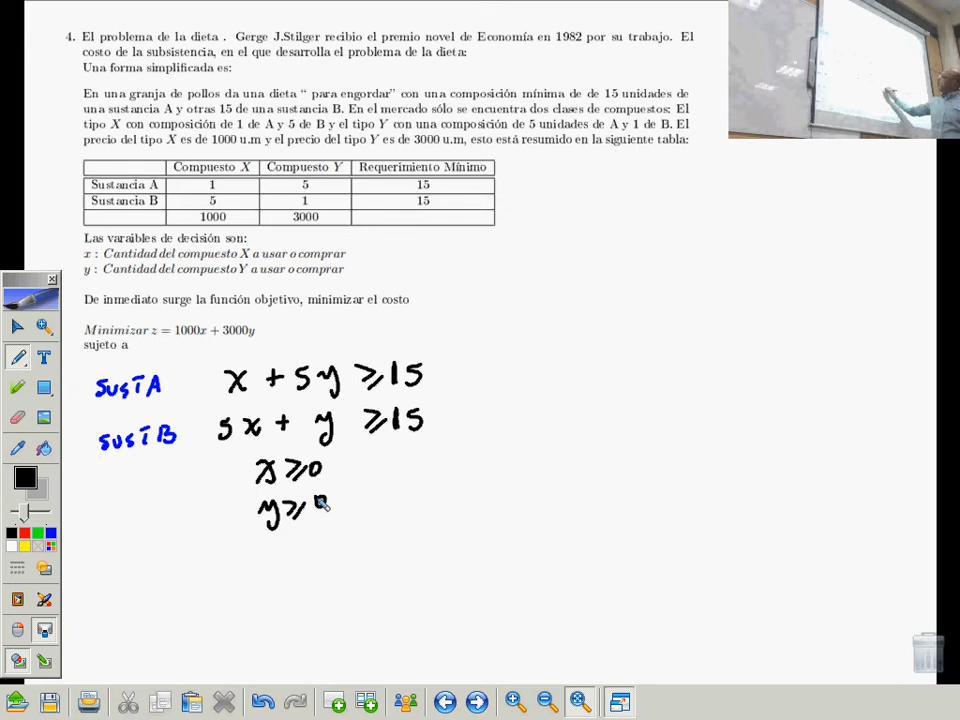 4. El problema de la dieta . Gerge J.Stilger recibio el premio novel de Economía en 1982 por su trabajo. El
costo de la subsistencia, en el que desarrolla el problema de la dieta:
Una forma simplificada es:
En una granja de pollos da una dieta “ para engordar” con una composición mínima de de 15 unidades de
una sustancia A y otras 15 de una sustancia B. En el mercado sólo se encuentra dos clases de compuestos: El
tipo X con composición de 1 de A y 5 de B y el tipo Y con una composición de 5 unidades de A y 1 de B. El
precio del tipo X es de 1000 u.m y el precio del tipo Y es de 3000 u.m, esto está resumido en la siguiente tabla:
Compuesto X Compuesto Y Requerimiento Mínimo
Sustancia A 1 5 15
Sustancia B 5 1 15
1000 3000
Las varaibles de decisión son:
x : Cantidad del compuesto X a usar o comprar
y : Cantidad del compuesto Y a usar o comprar
De inmediato surge la función objetivo, minimizar el costo
Minimizar z = 1000x + 3000y
sujeto a
SUSTA x + 5y ⩾ 15
SUSTB 5x + y ⩾ 15
x ⩾ 0
y ⩾ 0